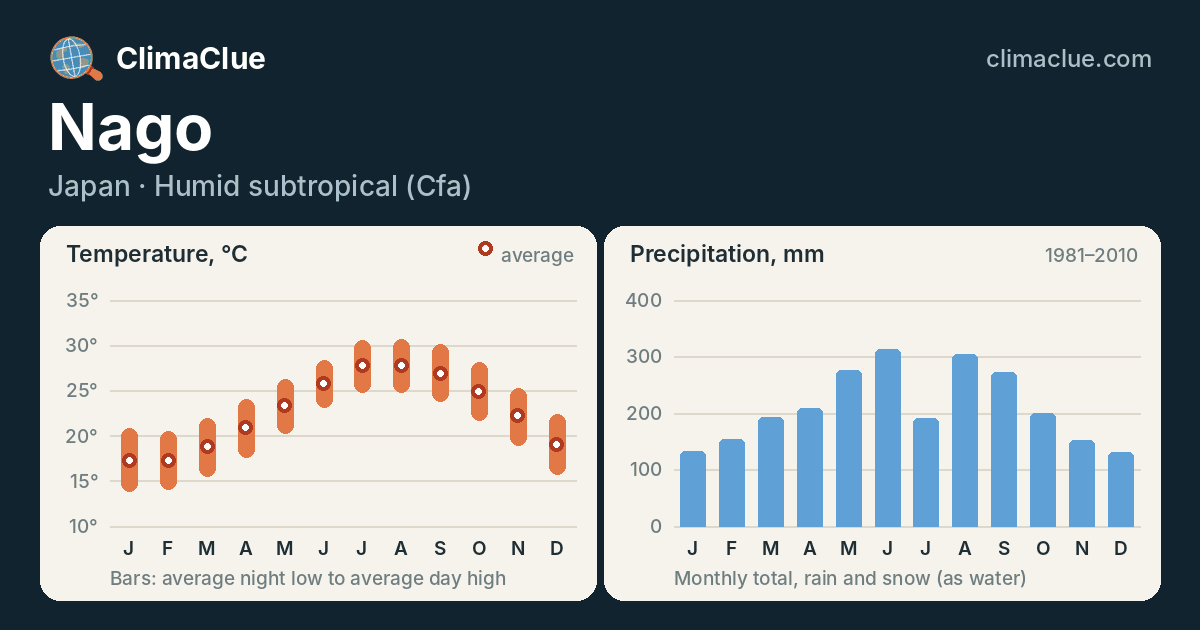 ClimaClue
climaclue.com
Nago
Japan · Humid subtropical (Cfa)
Temperature, °C
average
35°
30°
25°
20°
15°
10°
J F M A M J J A S O N D
Bars: average night low to average day high
Precipitation, mm
1981–2010
400
300
200
100
0
J F M A M J J A S O N D
Monthly total, rain and snow (as water)